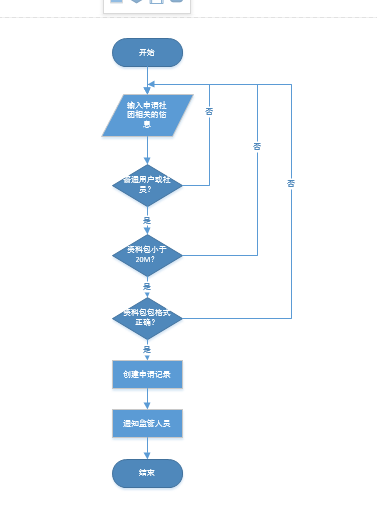 开始
输入申请社
团相关的信
息
否
普通用户或社
员？
否
否
是
资料包小于
20M？
是
资料包包格式
正确？
是
创建申请记录
通知监管人员
结束